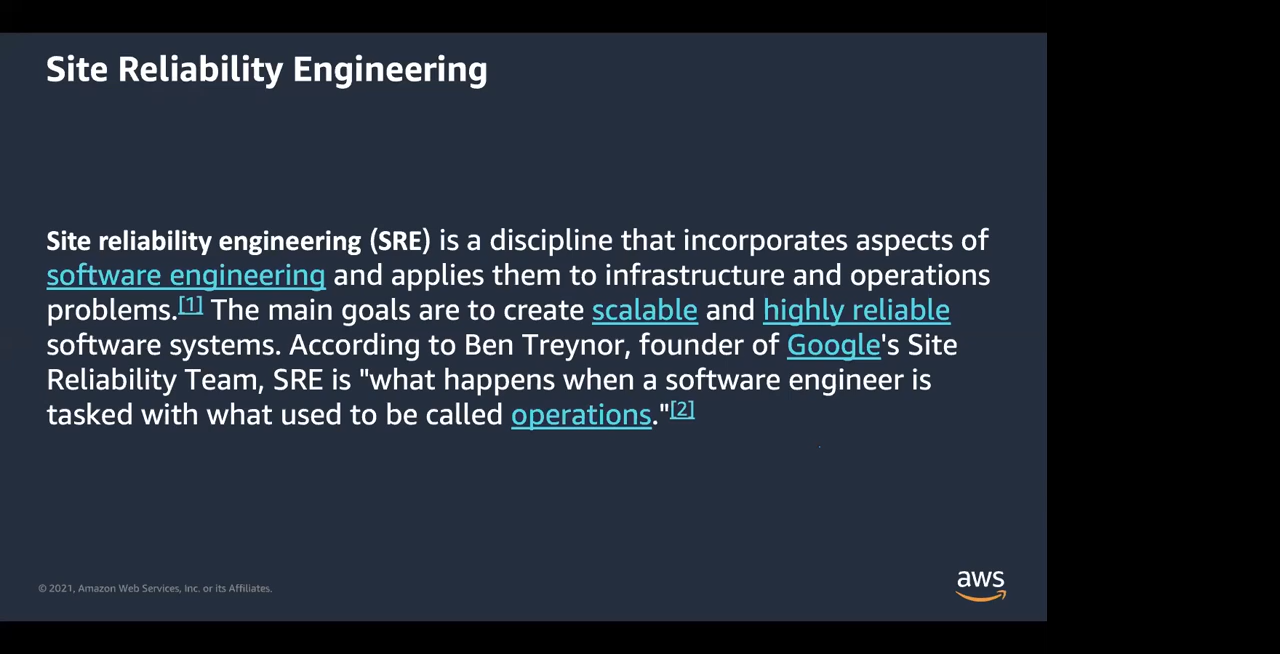 Site Reliability Engineering
Site reliability engineering (SRE) is a discipline that incorporates aspects of
software engineering and applies them to infrastructure and operations
problems.[1] The main goals are to create scalable and highly reliable
software systems. According to Ben Treynor, founder of Google's Site
Reliability Team, SRE is "what happens when a software engineer is
tasked with what used to be called operations."[2]
© 2021, Amazon Web Services, Inc. or its Affiliates.
aws